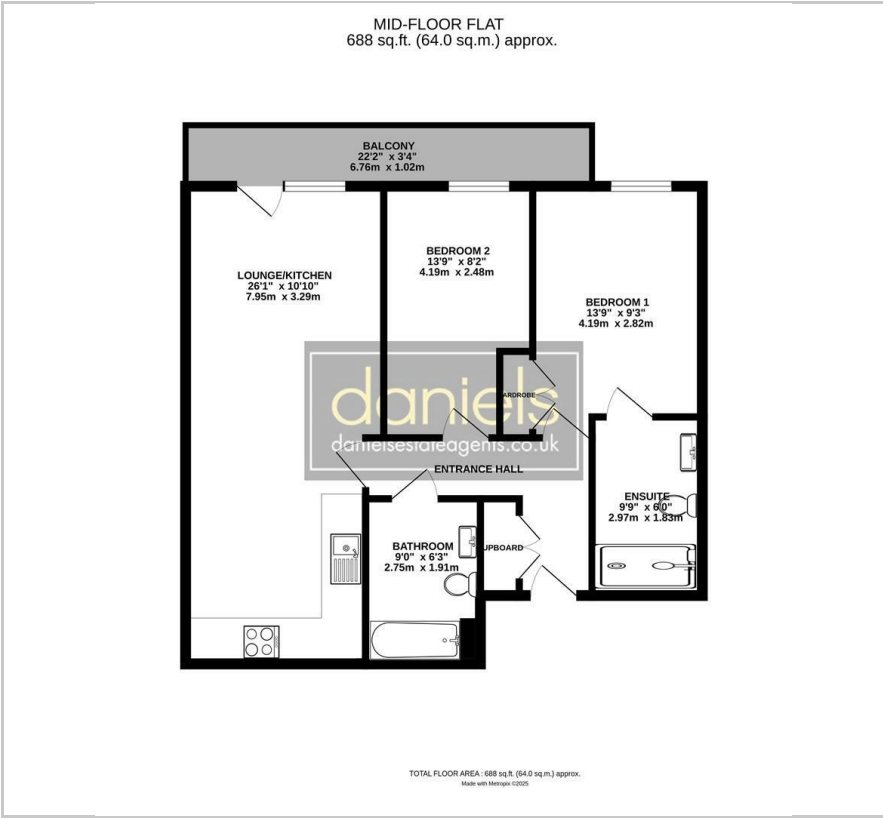 MID-FLOOR FLAT
688 sq.ft. (64.0 sq.m.) approx.
BALCONY
22'2" x 3'4"
6.76m x 1.02m
LOUNGE/KITCHEN
26'1" x 10'10"
7.95m x 3.29m
BEDROOM 2
13'9" x 8'2"
4.19m x 2.48m
BEDROOM 1
13'9" x 9'3"
4.19m x 2.82m
ARDROBE
daniels
danielsestateagents.co.uk
ENTRANCE HALL
ENSUITE
9'9" x 6'0"
2.97m x 1.83m
BATHROOM
9'0" x 6'3"
2.75m x 1.91m
UPBOARD
TOTAL FLOOR AREA : 688 sq.ft. (64.0 sq.m.) approx.
Made with Metropix ©2025